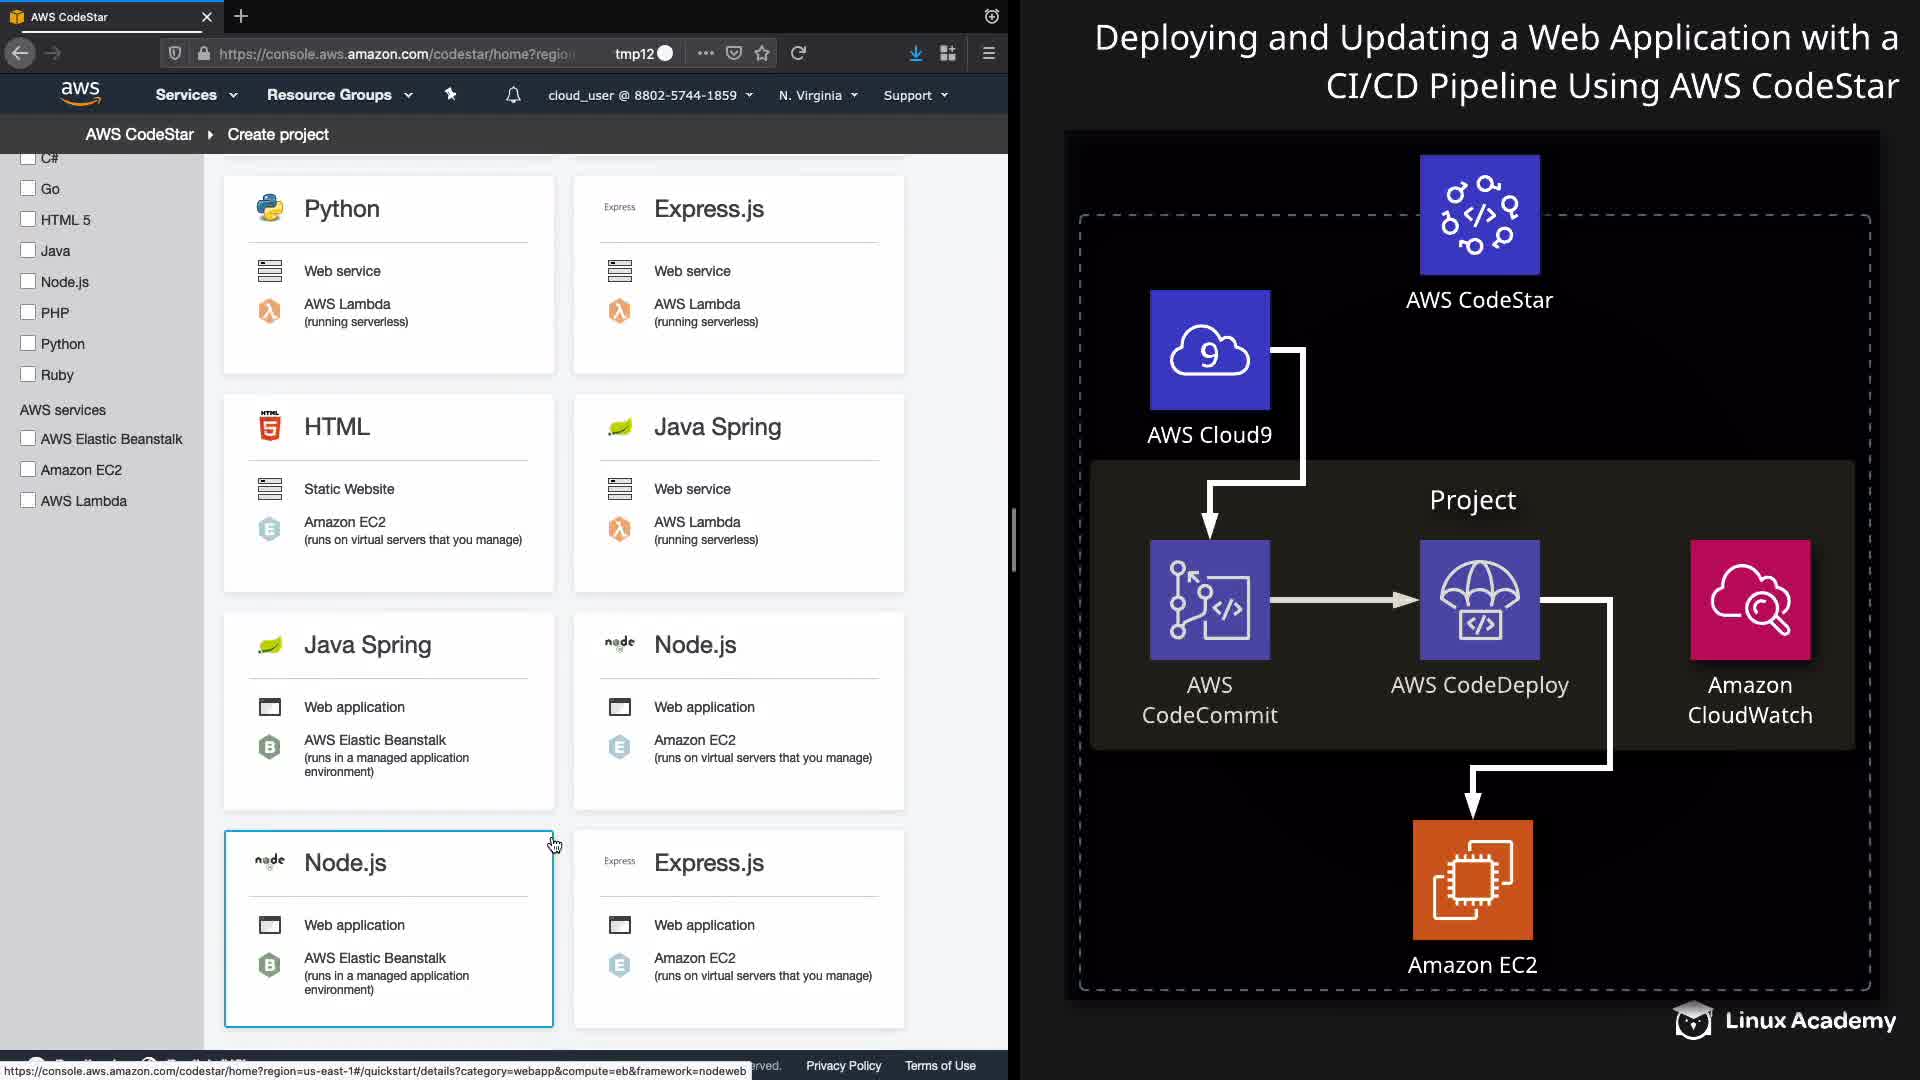 AWS CodeStar
https://console.aws.amazon.com/codestar/home?region
tmp12
aws
Services
Resource Groups
cloud_user @ 8802-5744-1859
N. Virginia
Support
AWS CodeStar
Create project
C#
Go
HTML 5
Java
Node.js
PHP
Python
Ruby
AWS services
AWS Elastic Beanstalk
Amazon EC2
AWS Lambda
Python
Web service
AWS Lambda
(running serverless)
Express
Express.js
Web service
AWS Lambda
(running serverless)
HTML
5
HTML
Static Website
E
Amazon EC2
(runs on virtual servers that you manage)
Java Spring
Web service
AWS Lambda
(running serverless)
Java Spring
Web application
B
AWS Elastic Beanstalk
(runs in a managed application
environment)
node
Node.js
Web application
E
Amazon EC2
(runs on virtual servers that you manage)
node
Node.js
Web application
B
AWS Elastic Beanstalk
(runs in a managed application
environment)
Express
Express.js
Web application
E
Amazon EC2
(runs on virtual servers that you manage)
Privacy Policy
Terms of Use
https://console.aws.amazon.com/codestar/home?region=us-east-1#/quickstart/details?category=webapp&compute=eb&framework=nodeweb
Deploying and Updating a Web Application with a
CI/CD Pipeline Using AWS CodeStar
</>
AWS CodeStar
9
AWS Cloud9
Project
</>
AWS
CodeCommit
</>
AWS CodeDeploy
Amazon
CloudWatch
Amazon EC2
Linux Academy